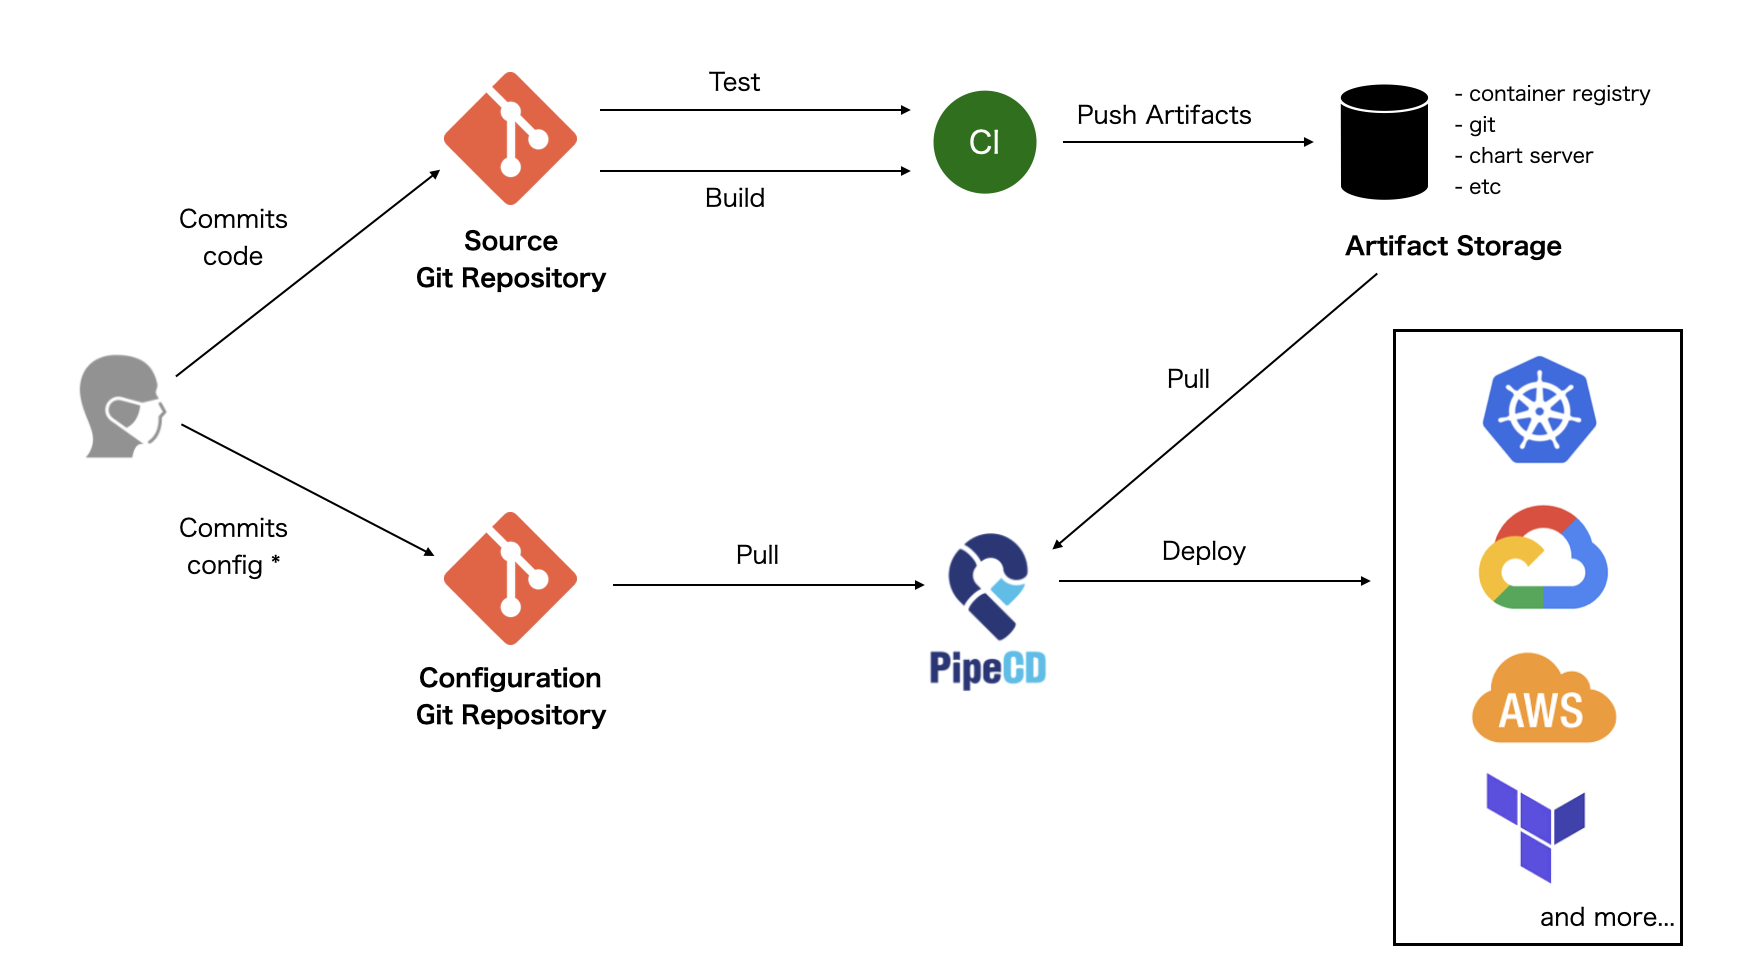 Test
Build
CI
Push Artifacts
- container registry
- git
- chart server
- etc
Commits
code
Source
Git Repository
Artifact Storage
Pull
Commits
config *
Pull
Deploy
PipeCD
Configuration
Git Repository
AWS
and more...